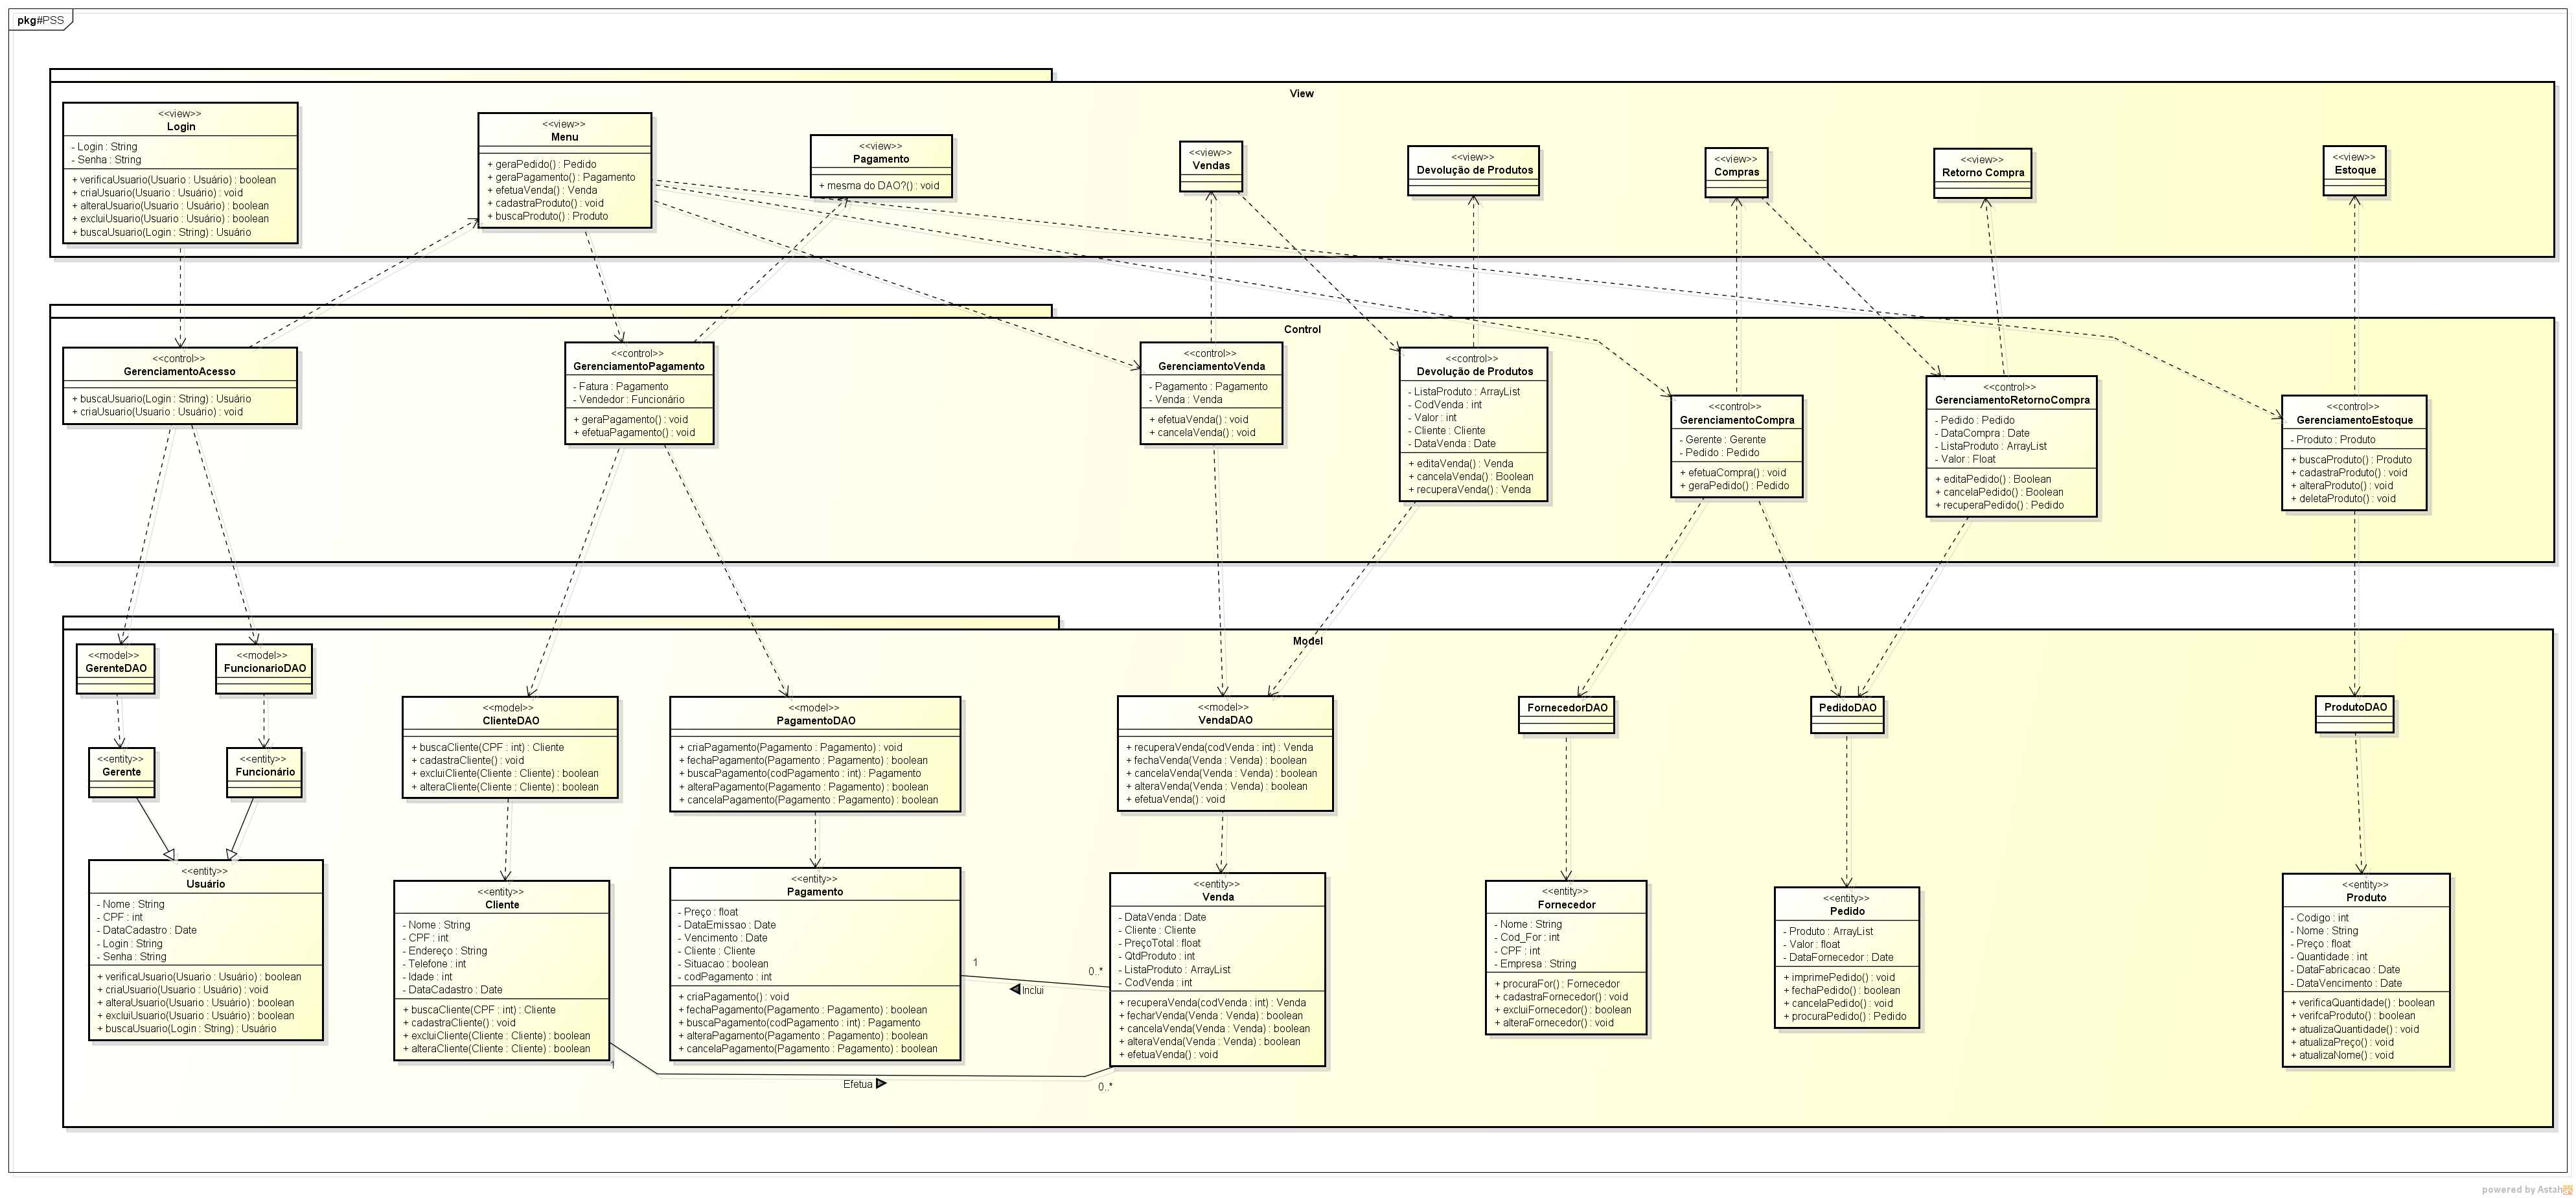 pkg#PSS
View
<<view>>
Login
- Login : String
- Senha : String
+ verificaUsuario(Usuario : Usuário) : boolean
+ criaUsuario(Usuario : Usuário) : void
+ alteraUsuario(Usuario : Usuário) : boolean
+ excluiUsuario(Usuario : Usuário) : boolean
+ buscaUsuario(Login : String) : Usuário
<<view>>
Menu
+ geraPedido() : Pedido
+ geraPagamento() : Pagamento
+ efetuaVenda() : Venda
+ cadastraProduto() : void
+ buscaProduto() : Produto
<<view>>
Pagamento
+ mesma do DAO?() : void
<<view>>
Vendas
<<view>>
Devolução de Produtos
<<view>>
Compras
<<view>>
Retorno Compra
<<view>>
Estoque
Control
<<control>>
GerenciamentoAcesso
+ buscaUsuario(Login : String) : Usuário
+ criaUsuario(Usuario : Usuário) : void
<<control>>
GerenciamentoPagamento
- Fatura : Pagamento
- Vendedor : Funcionário
+ geraPagamento() : void
+ efetuaPagamento() : void
<<control>>
GerenciamentoVenda
- Pagamento : Pagamento
- Venda : Venda
+ efetuaVenda() : void
+ cancelaVenda() : void
<<control>>
Devolução de Produtos
- ListaProduto : ArrayList
- CodVenda : int
- Valor : int
- Cliente : Cliente
- DataVenda : Date
+ editaVenda() : Venda
+ cancelaVenda() : Boolean
+ recuperaVenda() : Venda
<<control>>
GerenciamentoCompra
- Gerente : Gerente
- Pedido : Pedido
+ efetuaCompra() : void
+ geraPedido() : Pedido
<<control>>
GerenciamentoRetornoCompra
- Pedido : Pedido
- DataCompra : Date
- ListaProduto : ArrayList
- Valor : Float
+ editaPedido() : Boolean
+ cancelaPedido() : Boolean
+ recuperaPedido() : Pedido
<<control>>
GerenciamentoEstoque
- Produto : Produto
+ buscaProduto() : Produto
+ cadastraProduto() : void
+ alteraProduto() : void
+ deletaProduto() : void
Model
<<model>>
GerenteDAO
<<model>>
FuncionarioDAO
<<model>>
ClienteDAO
+ buscaCliente(CPF : int) : Cliente
+ cadastraCliente() : void
+ excluiCliente(Cliente : Cliente) : boolean
+ alteraCliente(Cliente : Cliente) : boolean
<<model>>
PagamentoDAO
+ criaPagamento(Pagamento : Pagamento) : void
+ fechaPagamento(Pagamento : Pagamento) : boolean
+ buscaPagamento(codPagamento : int) : Pagamento
+ alteraPagamento(Pagamento : Pagamento) : boolean
+ cancelaPagamento(Pagamento : Pagamento) : boolean
<<model>>
VendaDAO
+ recuperaVenda(codVenda : int) : Venda
+ fechaVenda(Venda : Venda) : boolean
+ cancelaVenda(Venda : Venda) : boolean
+ alteraVenda(Venda : Venda) : boolean
+ efetuaVenda() : void
FornecedorDAO
PedidoDAO
ProdutoDAO
<<entity>>
Gerente
<<entity>>
Funcionário
<<entity>>
Usuário
- Nome : String
- CPF : int
- DataCadastro : Date
- Login : String
- Senha : String
+ verificaUsuario(Usuario : Usuário) : boolean
+ criaUsuario(Usuario : Usuário) : void
+ alteraUsuario(Usuario : Usuário) : boolean
+ excluiUsuario(Usuario : Usuário) : boolean
+ buscaUsuario(Login : String) : Usuário
<<entity>>
Cliente
- Nome : String
- CPF : int
- Endereço : String
- Telefone : int
- Idade : int
- DataCadastro : Date
+ buscaCliente(CPF : int) : Cliente
+ cadastraCliente() : void
+ excluiCliente(Cliente : Cliente) : boolean
+ alteraCliente(Cliente : Cliente) : boolean
<<entity>>
Pagamento
- Preço : float
- DataEmissao : Date
- Vencimento : Date
- Cliente : Cliente
- Situacao : boolean
- codPagamento : int
+ criaPagamento() : void
+ fechaPagamento(Pagamento : Pagamento) : boolean
+ buscaPagamento(codPagamento : int) : Pagamento
+ alteraPagamento(Pagamento : Pagamento) : boolean
+ cancelaPagamento(Pagamento : Pagamento) : boolean
1
0..*
Inclui
<<entity>>
Venda
- DataVenda : Date
- Cliente : Cliente
- PreçoTotal : float
- QtdProduto : int
- ListaProduto : ArrayList
- CodVenda : int
+ recuperaVenda(codVenda : int) : Venda
+ fecharVenda(Venda : Venda) : boolean
+ cancelaVenda(Venda : Venda) : boolean
+ alteraVenda(Venda : Venda) : boolean
+ efetuaVenda() : void
<<entity>>
Fornecedor
- Nome : String
- Cod_For : int
- CPF : int
- Empresa : String
+ procuraFor() : Fornecedor
+ cadastraFornecedor() : void
+ excluiFornecedor() : boolean
+ alteraFornecedor() : void
<<entity>>
Pedido
- Produto : ArrayList
- Valor : float
- DataFornecedor : Date
+ imprimePedido() : void
+ fechaPedido() : boolean
+ cancelaPedido() : void
+ procuraPedido() : Pedido
<<entity>>
Produto
- Codigo : int
- Nome : String
- Preço : float
- Quantidade : int
- DataFabricacao : Date
- DataVencimento : Date
+ verificaQuantidade() : boolean
+ verifcaProduto() : boolean
+ atualizaQuantidade() : void
+ atualizaPreço() : void
+ atualizaNome() : void
1
Efetua
0..*
powered by Astah